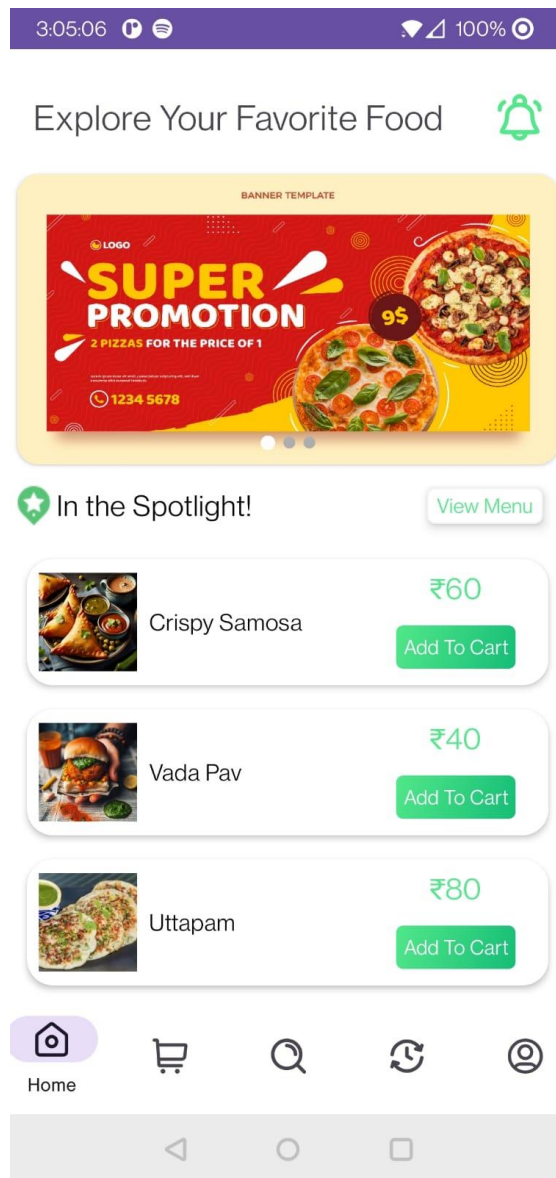 3:05:06
100%
Explore Your Favorite Food
BANNER TEMPLATE
LOGO
SUPER
PROMOTION
2 PIZZAS FOR THE PRICE OF 1
9$
1234 5678
In the Spotlight!
View Menu
₹60
Crispy Samosa
Add To Cart
₹40
Vada Pav
Add To Cart
₹80
Uttapam
Add To Cart
Home